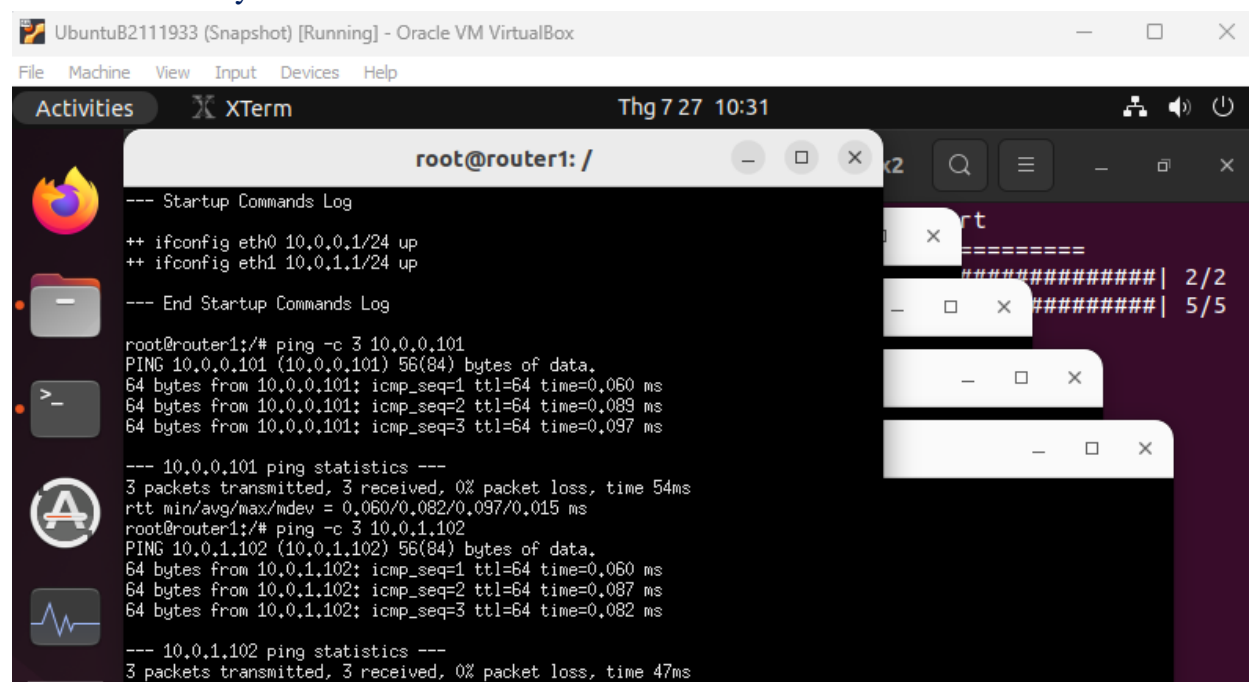 UbuntuB2111933 (Snapshot) [Running] - Oracle VM VirtualBox
File Machine View Input Devices Help
Activities XTerm Thg 7 27 10:31
root@router1: /
--- Startup Commands Log
++ ifconfig eth0 10.0.0.1/24 up
++ ifconfig eth1 10.0.1.1/24 up
--- End Startup Commands Log
root@router1:/# ping -c 3 10.0.0.101
PING 10.0.0.101 (10.0.0.101) 56(84) bytes of data.
64 bytes from 10.0.0.101: icmp_seq=1 ttl=64 time=0.060 ms
64 bytes from 10.0.0.101: icmp_seq=2 ttl=64 time=0.089 ms
64 bytes from 10.0.0.101: icmp_seq=3 ttl=64 time=0.097 ms
--- 10.0.0.101 ping statistics ---
3 packets transmitted, 3 received, 0% packet loss, time 54ms
rtt min/avg/max/mdev = 0.060/0.082/0.097/0.015 ms
root@router1:/# ping -c 3 10.0.1.102
PING 10.0.1.102 (10.0.1.102) 56(84) bytes of data.
64 bytes from 10.0.1.102: icmp_seq=1 ttl=64 time=0.060 ms
64 bytes from 10.0.1.102: icmp_seq=2 ttl=64 time=0.087 ms
64 bytes from 10.0.1.102: icmp_seq=3 ttl=64 time=0.082 ms
--- 10.0.1.102 ping statistics ---
3 packets transmitted, 3 received, 0% packet loss, time 47ms
=========
##############| 2/2
#########| 5/5